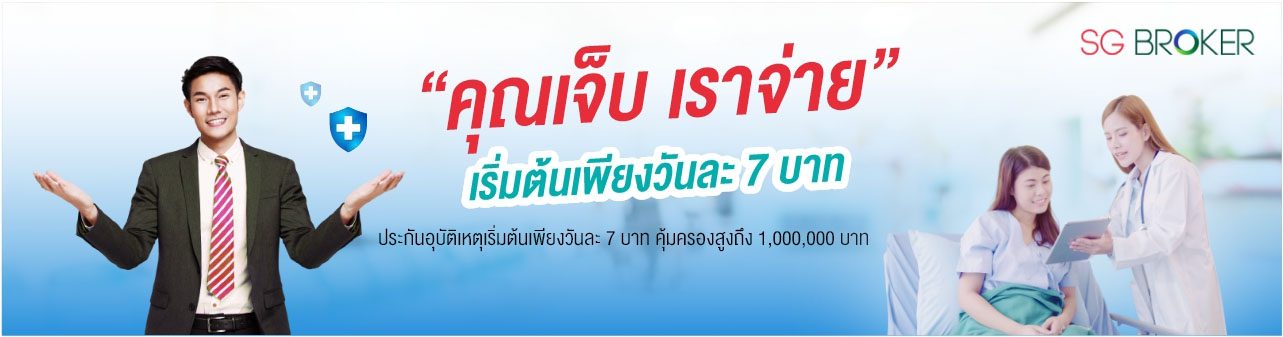 SG BROKER
“คุณเจ็บ เราจ่าย”
เริ่มต้นเพียงวันละ 7 บาท
ประกันอุบัติเหตุเริ่มต้นเพียงวันละ 7 บาท คุ้มครองสูงถึง 1,000,000 บาท